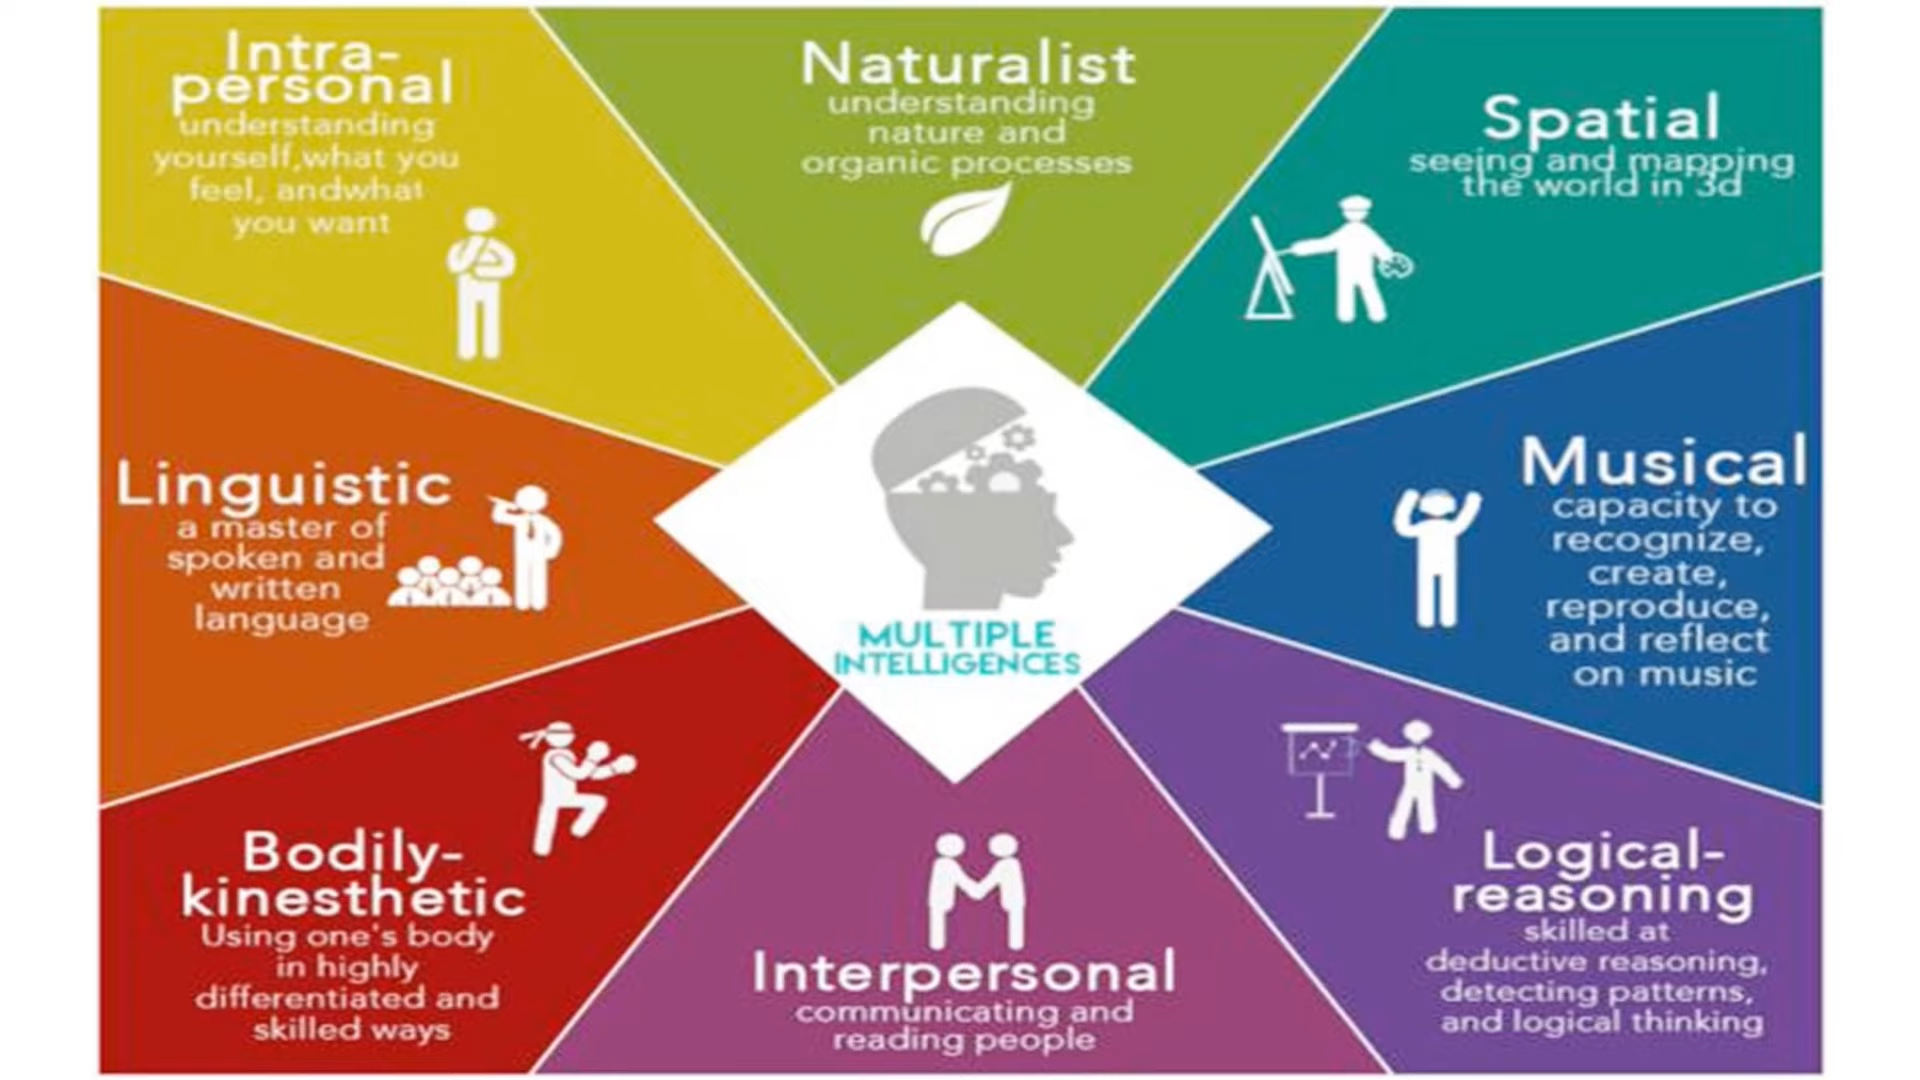 Intra-
personal
understanding
yourself,what you
feel, andwhat
you want
Naturalist
understanding
nature and
organic processes
Spatial
seeing and mapping
the world in 3d
Linguistic
a master of
spoken and
written
language
MULTIPLE
INTELLIGENCES
Musical
capacity to
recognize,
create,
reproduce,
and reflect
on music
Bodily-
kinesthetic
Using one's body
in highly
differentiated and
skilled ways
Interpersonal
communicating and
reading people
Logical-
reasoning
skilled at
deductive reasoning,
detecting patterns,
and logical thinking